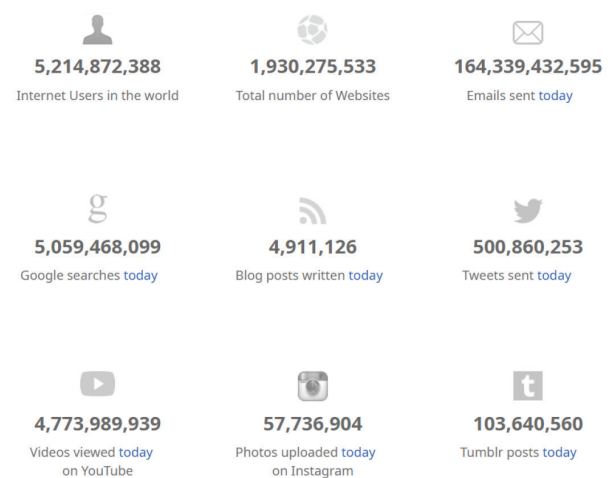 5,214,872,388
Internet Users in the world
1,930,275,533
Total number of Websites
164,339,432,595
Emails sent today
g
5,059,468,099
Google searches today
4,911,126
Blog posts written today
500,860,253
Tweets sent today
4,773,989,939
Videos viewed today
on YouTube
57,736,904
Photos uploaded today
on Instagram
t
103,640,560
Tumblr posts today